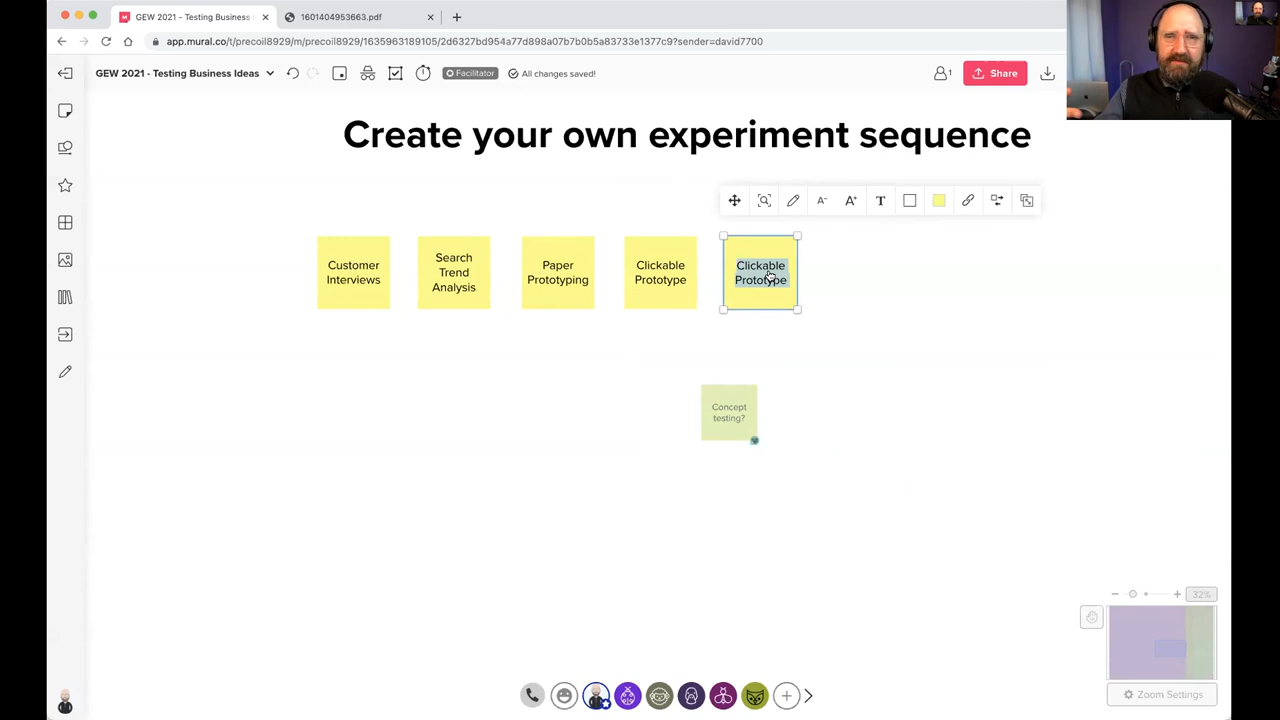 GEW 2021 - Testing Business I
1601404953663.pdf
app.mural.co/t/precoil8929/m/precoil8929/1635963189105/2d6327bd954a77d898a07b7b0b5a83733e1377c9?sender=david7700
GEW 2021 - Testing Business Ideas
Facilitator
All changes saved!
1
Share
Create your own experiment sequence
A-
A+
T
Customer
Interviews
Search
Trend
Analysis
Paper
Prototyping
Clickable
Prototype
Clickable
Prototype
Concept
testing?
32%
Zoom Settings